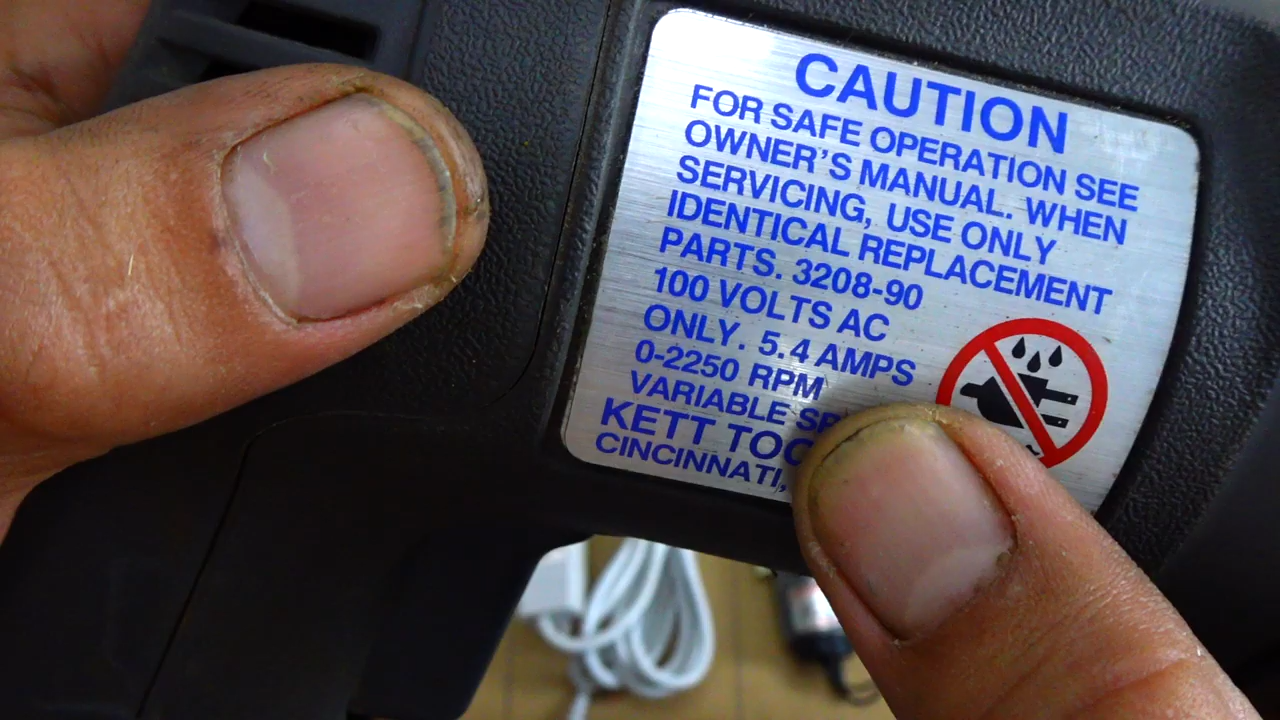 CAUTION
FOR SAFE OPERATION SEE
OWNER'S MANUAL. WHEN
SERVICING, USE ONLY
IDENTICAL REPLACEMENT
PARTS. 3208-90
100 VOLTS AC
ONLY. 5.4 AMPS
0-2250 RPM
VARIABLE
KETT
CINCINNATI,